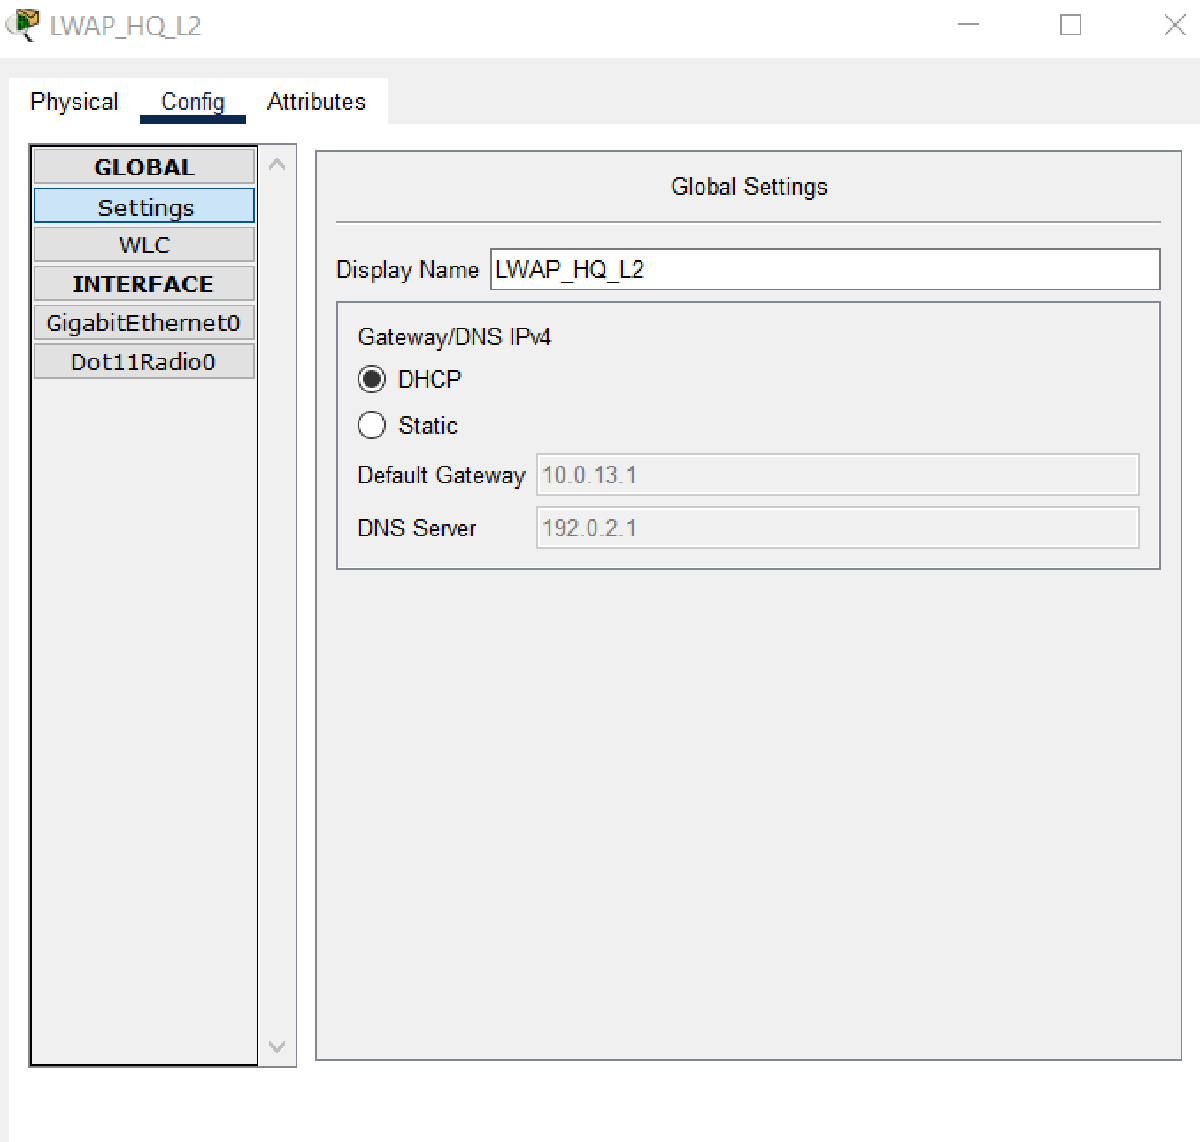 LWAP_HQ_L2
Physical Config Attributes
GLOBAL
Settings
WLC
INTERFACE
GigabitEthernet0
Dot11Radio0
Global Settings
Display Name LWAP_HQ_L2
Gateway/DNS IPv4
DHCP
Static
Default Gateway 10.0.13.1
DNS Server 192.0.2.1